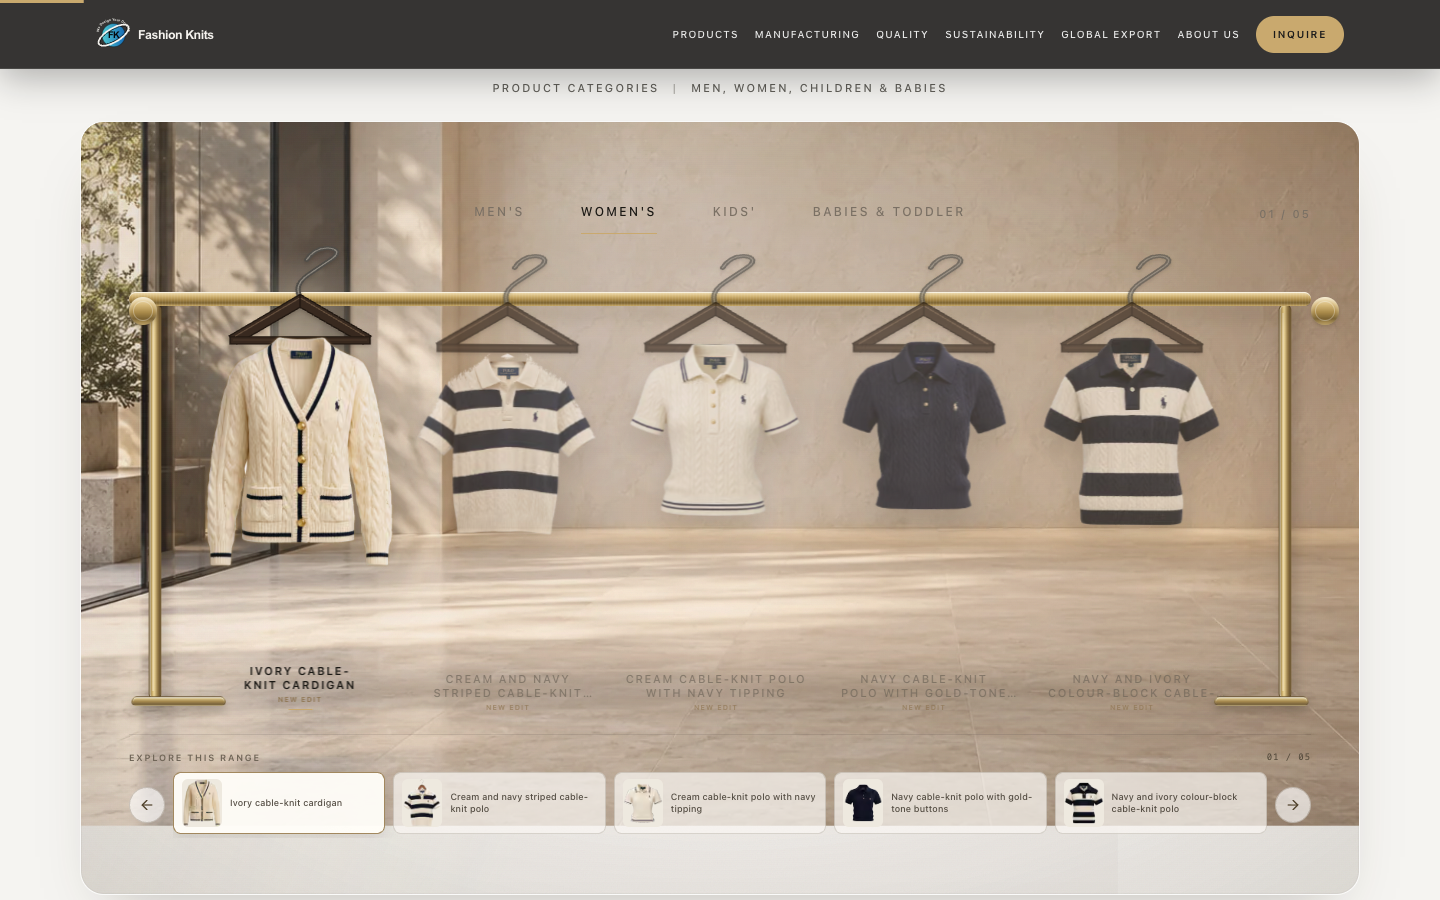 FK
Fashion Knits
PRODUCTS MANUFACTURING QUALITY SUSTAINABILITY GLOBAL EXPORT ABOUT US INQUIRE
PRODUCT CATEGORIES | MEN, WOMEN, CHILDREN & BABIES
MEN'S WOMEN'S KIDS' BABIES & TODDLER 01 / 05
IVORY CABLE-
KNIT CARDIGAN
NEW EDIT
CREAM AND NAVY
STRIPED CABLE-KNIT…
NEW EDIT
CREAM CABLE-KNIT POLO
WITH NAVY TIPPING
NEW EDIT
NAVY CABLE-KNIT
POLO WITH GOLD-TONE…
NEW EDIT
NAVY AND IVORY
COLOUR-BLOCK CABLE-…
NEW EDIT
EXPLORE THIS RANGE 01 / 05
Ivory cable-knit cardigan
Cream and navy striped cable-
knit polo
Cream cable-knit polo with navy
tipping
Navy cable-knit polo with gold-
tone buttons
Navy and ivory colour-block
cable-knit polo